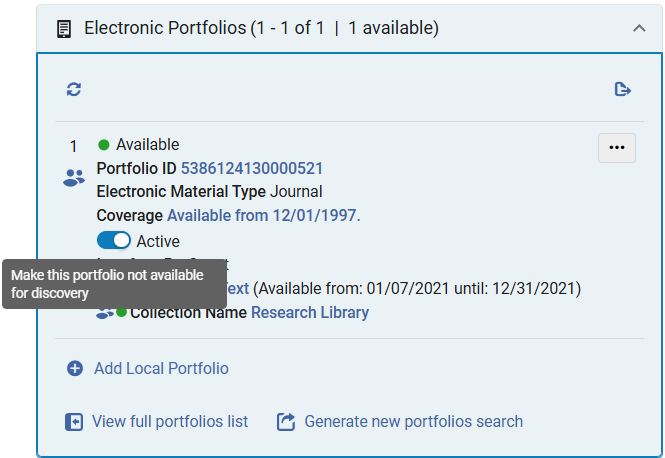 Electronic Portfolios (1 - 1 of 1 | 1 available)
1
Available
Portfolio ID 5386124130000521
Electronic Material Type Journal
Coverage Available from 12/01/1997.
Active
Make this portfolio not available
for discovery
ext (Available from: 01/07/2021 until: 12/31/2021)
Collection Name Research Library
Add Local Portfolio
View full portfolios list
Generate new portfolios search